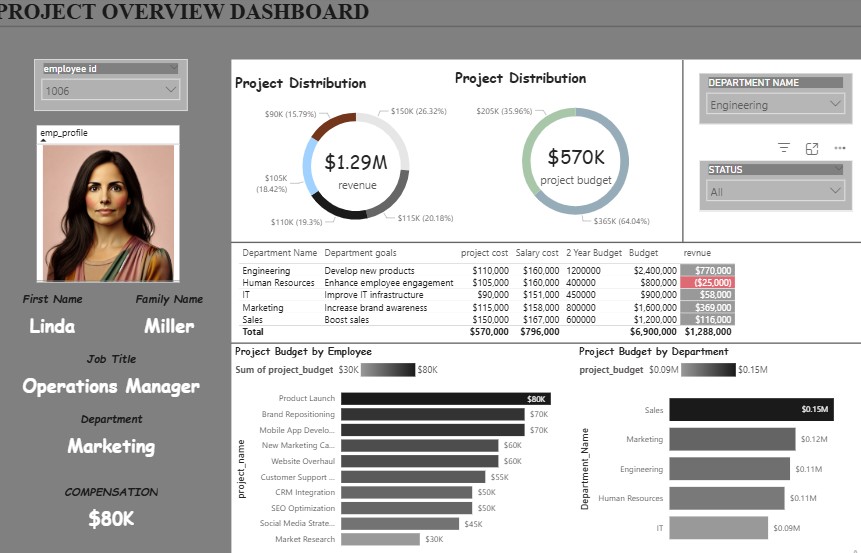 PROJECT OVERVIEW DASHBOARD
employee id
1006
emp_profile
First Name Family Name
Linda Miller
Job Title
Operations Manager
Department
Marketing
COMPENSATION
$80K
Project Distribution
$90K (15.79%)
$150K (26.32%)
$105K
(18.42%)
$1.29M
revenue
$110K (19.3%)
$115K (20.18%)
Project Distribution
$205K (35.96%)
$570K
project budget
$365K (64.04%)
DEPARTMENT NAME
Engineering
STATUS
All
Department Name Department goals project cost Salary cost 2 Year Budget Budget revnue
Engineering Develop new products $110,000 $160,000 1200000 $2,400,000 $770,000
Human Resources Enhance employee engagement $105,000 $160,000 400000 $800,000 ($25,000)
IT Improve IT infrastructure $90,000 $151,000 450000 $900,000 $58,000
Marketing Increase brand awareness $115,000 $158,000 800000 $1,600,000 $369,000
Sales Boost sales $150,000 $167,000 600000 $1,200,000 $116,000
Total $570,000 $796,000 $6,900,000 $1,288,000
Project Budget by Employee
Sum of project_budget $30K $80K
project_name
Product Launch $80K
Brand Repositioning $70K
Mobile App Develo... $70K
New Marketing Ca... $60K
Website Overhaul $60K
Customer Support ... $55K
CRM Integration $50K
SEO Optimization $50K
Social Media Strate... $45K
Market Research $30K
Project Budget by Department
project_budget $0.09M $0.15M
Department_Name
Sales $0.15M
Marketing $0.12M
Engineering $0.11M
Human Resources $0.11M
IT $0.09M